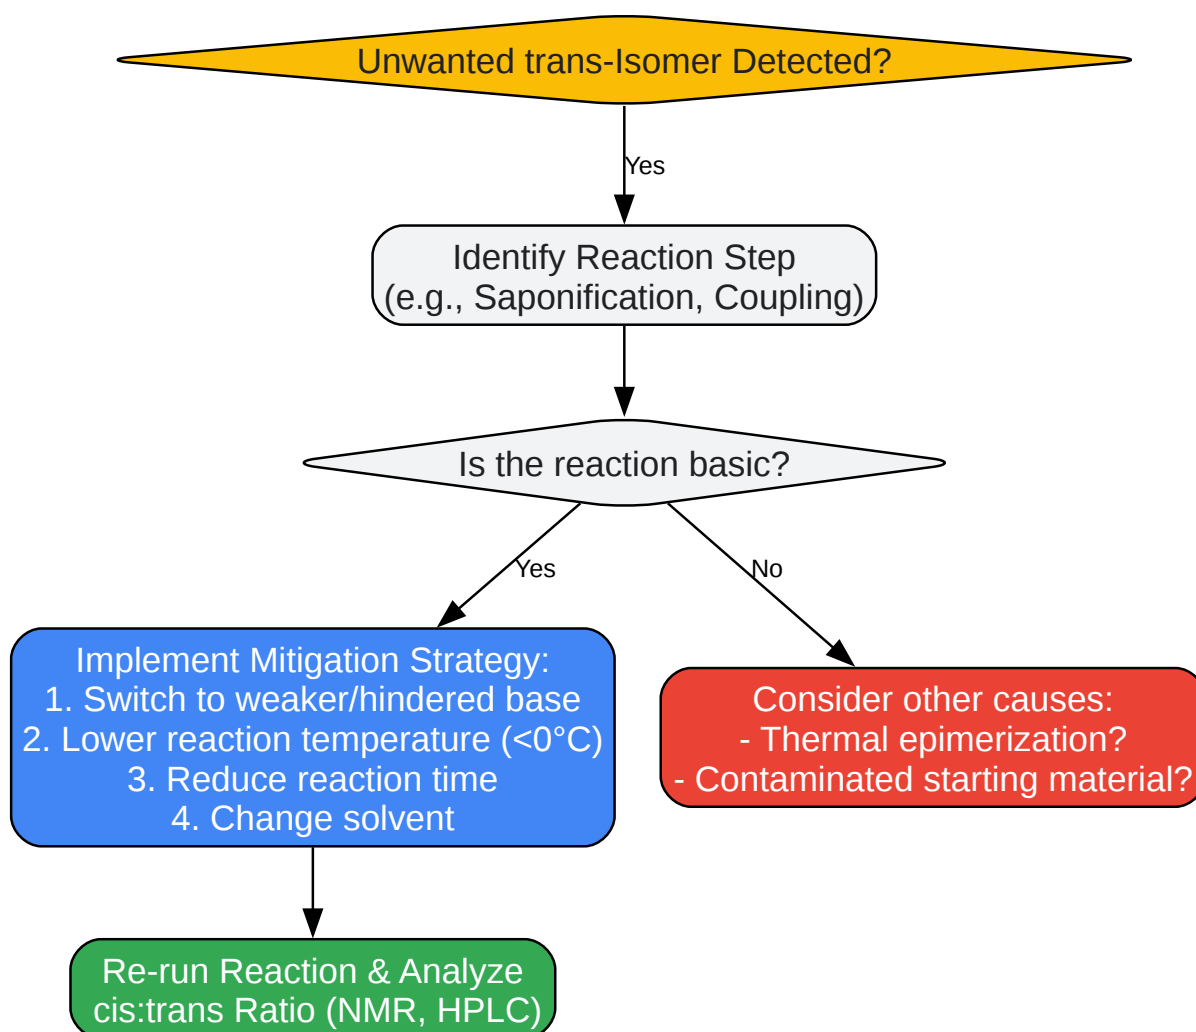 Unwanted trans-Isomer Detected?
Yes
Identify Reaction Step
(e.g., Saponification, Coupling)
Is the reaction basic?
Yes
No
Implement Mitigation Strategy:
1. Switch to weaker/hindered base
2. Lower reaction temperature (<0°C)
3. Reduce reaction time
4. Change solvent
Consider other causes:
- Thermal epimerization?
- Contaminated starting material?
Re-run Reaction & Analyze
cis:trans Ratio (NMR, HPLC)